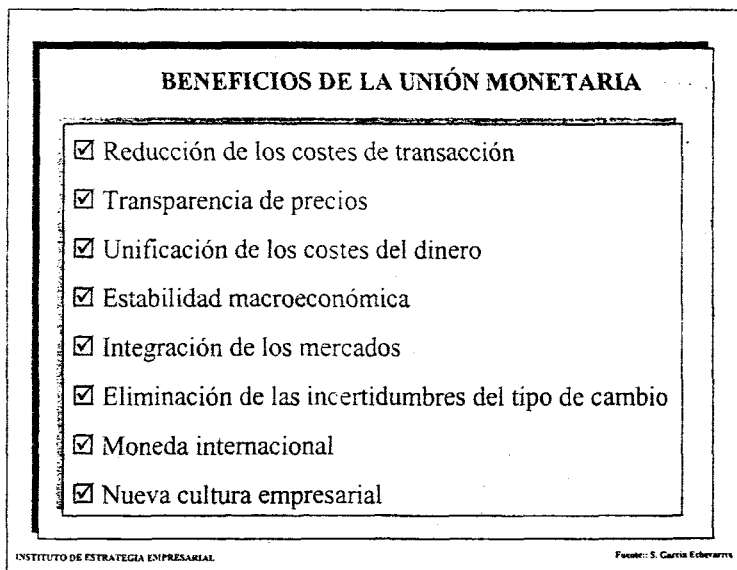 BENEFICIOS DE LA UNIÓN MONETARIA
☑ Reducción de los costes de transacción
☑ Transparencia de precios
☑ Unificación de los costes del dinero
☑ Estabilidad macroeconómica
☑ Integración de los mercados
☑ Eliminación de las incertidumbres del tipo de cambio
☑ Moneda internacional
☑ Nueva cultura empresarial
INSTITUTO DE ESTRATEGIA EMPRESARIAL
Fuente:: S. García Echevarría